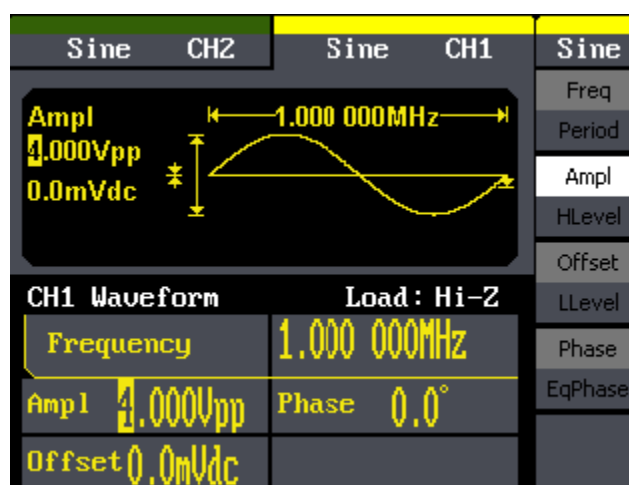 Sine CH2 Sine CH1 Sine
Freq
Period
Ampl
HLevel
Offset
LLevel
Phase
EqPhase
Ampl
4.000Vpp
0.0mVdc
1.000 000MHz
CH1 Waveform Load: Hi-Z
Frequency 1.000 000MHz
Ampl 4.000Vpp Phase 0.0°
Offset 0.0mVdc